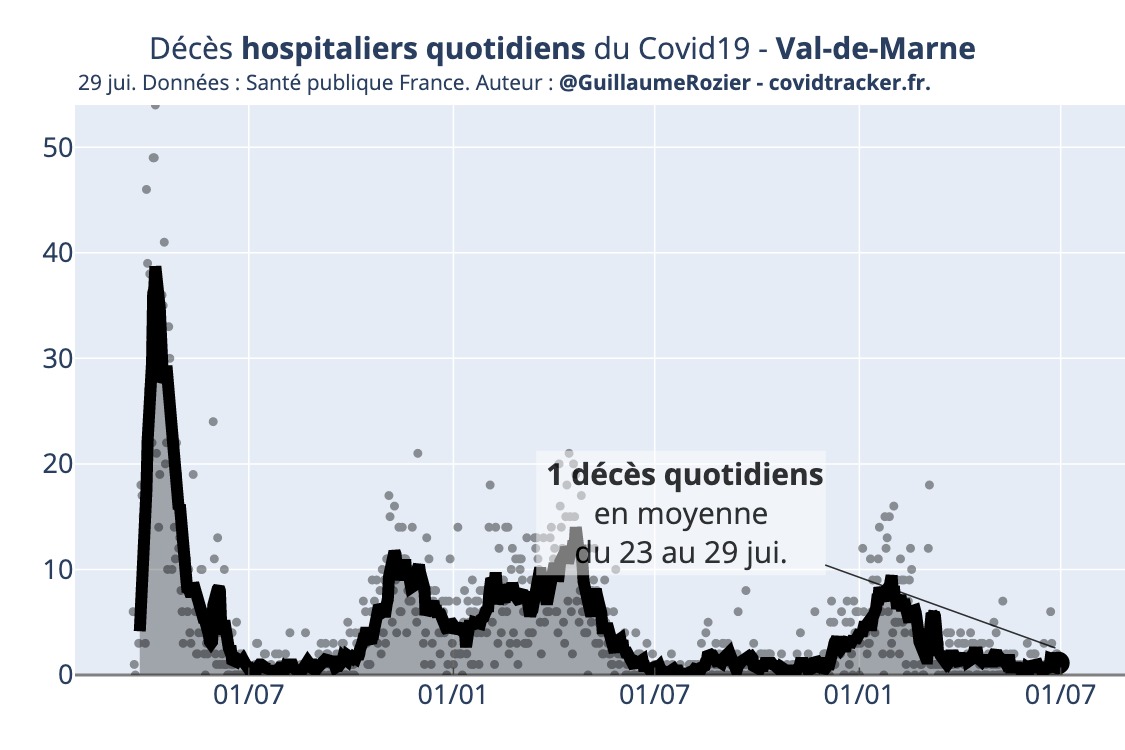 Décès hospitaliers quotidiens du Covid19 - Val-de-Marne
29 jui. Données : Santé publique France. Auteur : @GuillaumeRozier - covidtracker.fr.
50
40
30
20
10
0
1 décès quotidiens
en moyenne
du 23 au 29 jui.
01/07
01/01
01/07
01/01
01/07